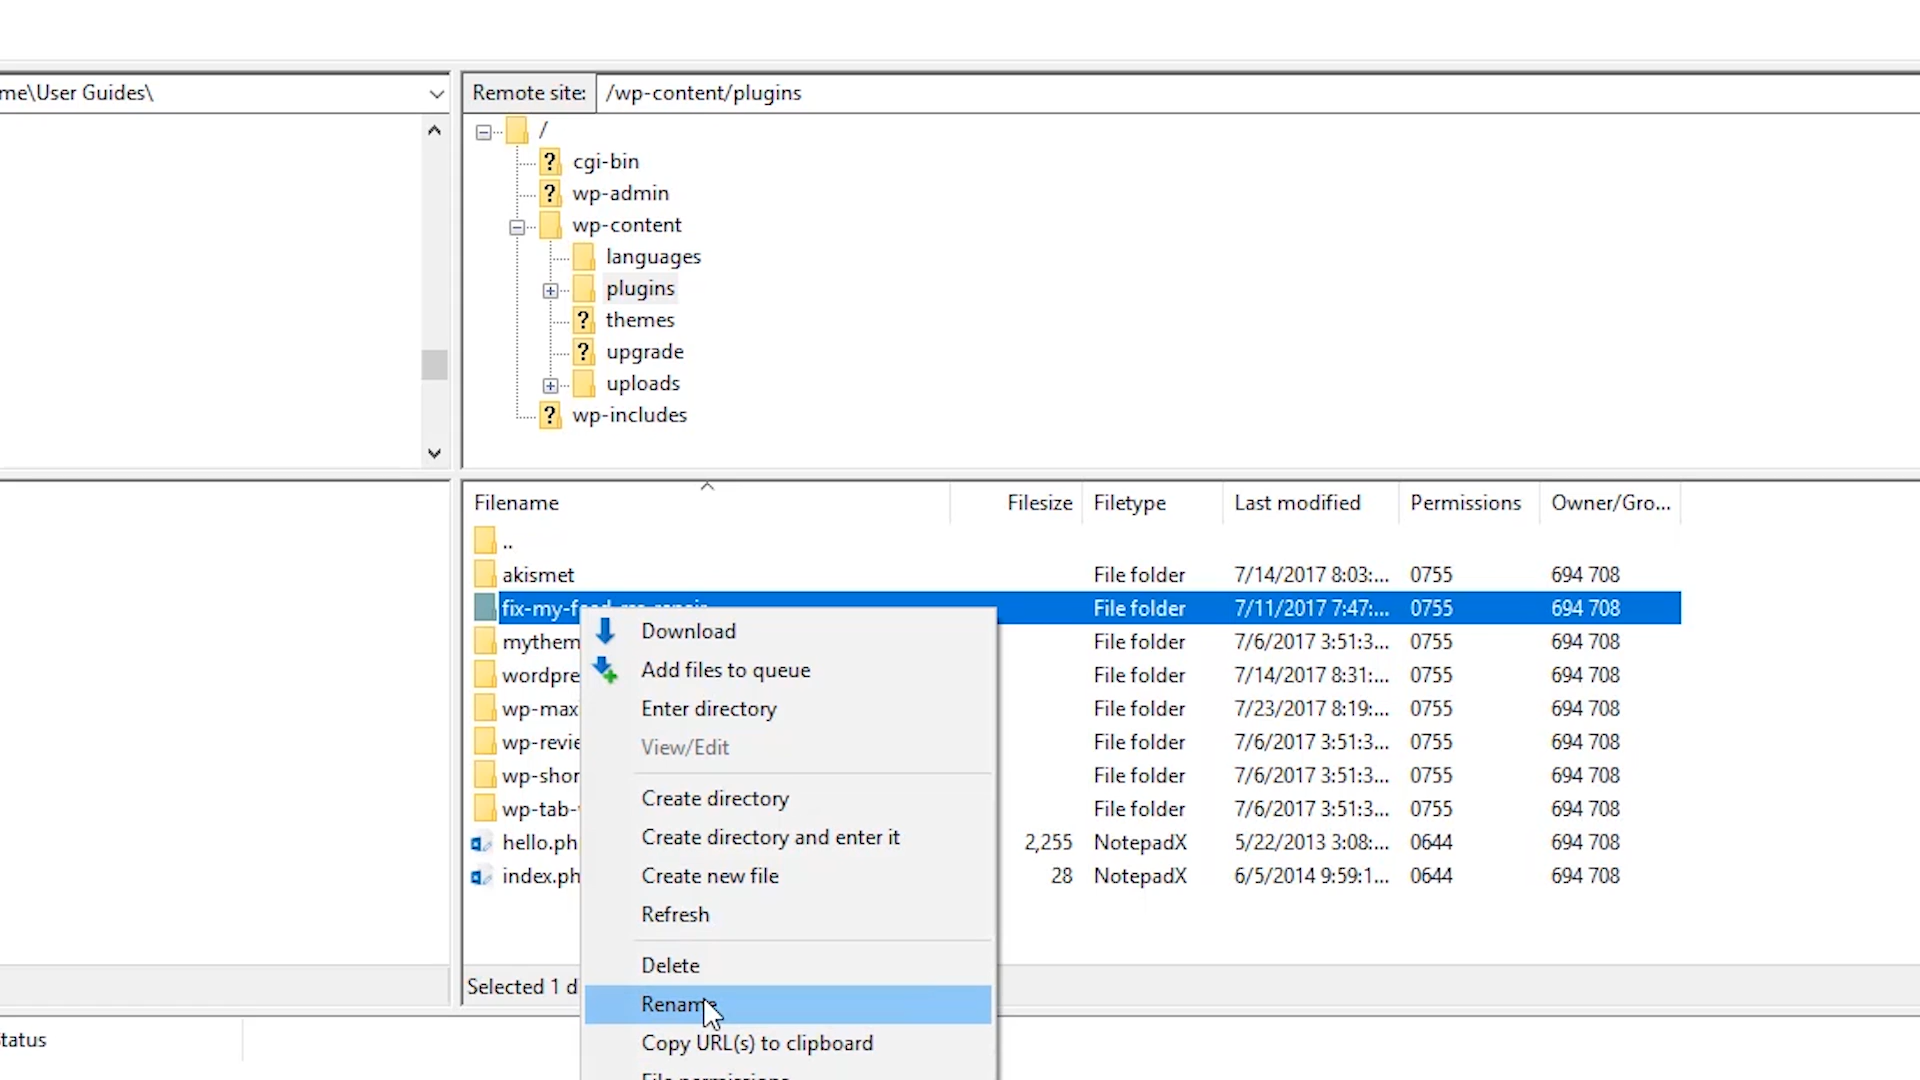 me\User Guides\
Remote site: /wp-content/plugins
/
cgi-bin
wp-admin
wp-content
languages
plugins
themes
upgrade
uploads
wp-includes
Filename Filesize Filetype Last modified Permissions Owner/Gro...
..
akismet File folder 7/14/2017 8:03:... 0755 694 708
fix-my-feed-rss-repair File folder 7/11/2017 7:47:... 0755 694 708
mythem File folder 7/6/2017 3:51:3... 0755 694 708
wordpre File folder 7/14/2017 8:31:... 0755 694 708
wp-max File folder 7/23/2017 8:19:... 0755 694 708
wp-revie File folder 7/6/2017 3:51:3... 0755 694 708
wp-shor File folder 7/6/2017 3:51:3... 0755 694 708
wp-tab- File folder 7/6/2017 3:51:3... 0755 694 708
hello.ph 2,255 NotepadX 5/22/2013 3:08:... 0644 694 708
index.ph 28 NotepadX 6/5/2014 9:59:1... 0644 694 708
Download
Add files to queue
Enter directory
View/Edit
Create directory
Create directory and enter it
Create new file
Refresh
Delete
Rename
Copy URL(s) to clipboard
File permissions
Selected 1 d
tatus